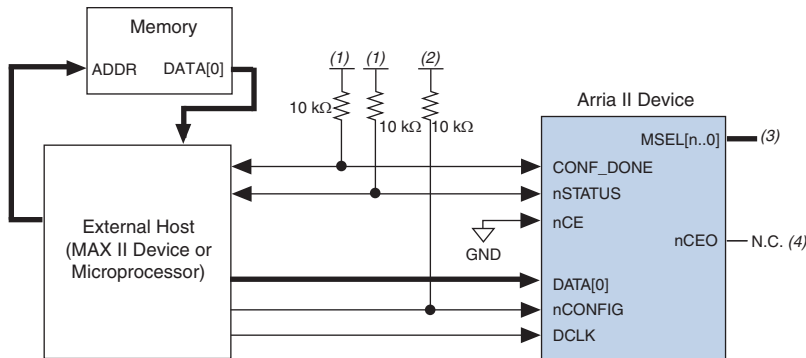 Memory
ADDR DATA[0]
(1) (1) (2)
10 kΩ 10 kΩ 10 kΩ
Arria II Device
MSEL[n..0] (3)
CONF_DONE
nSTATUS
nCE
GND
nCEO N.C. (4)
External Host
(MAX II Device or
Microprocessor)
DATA[0]
nCONFIG
DCLK